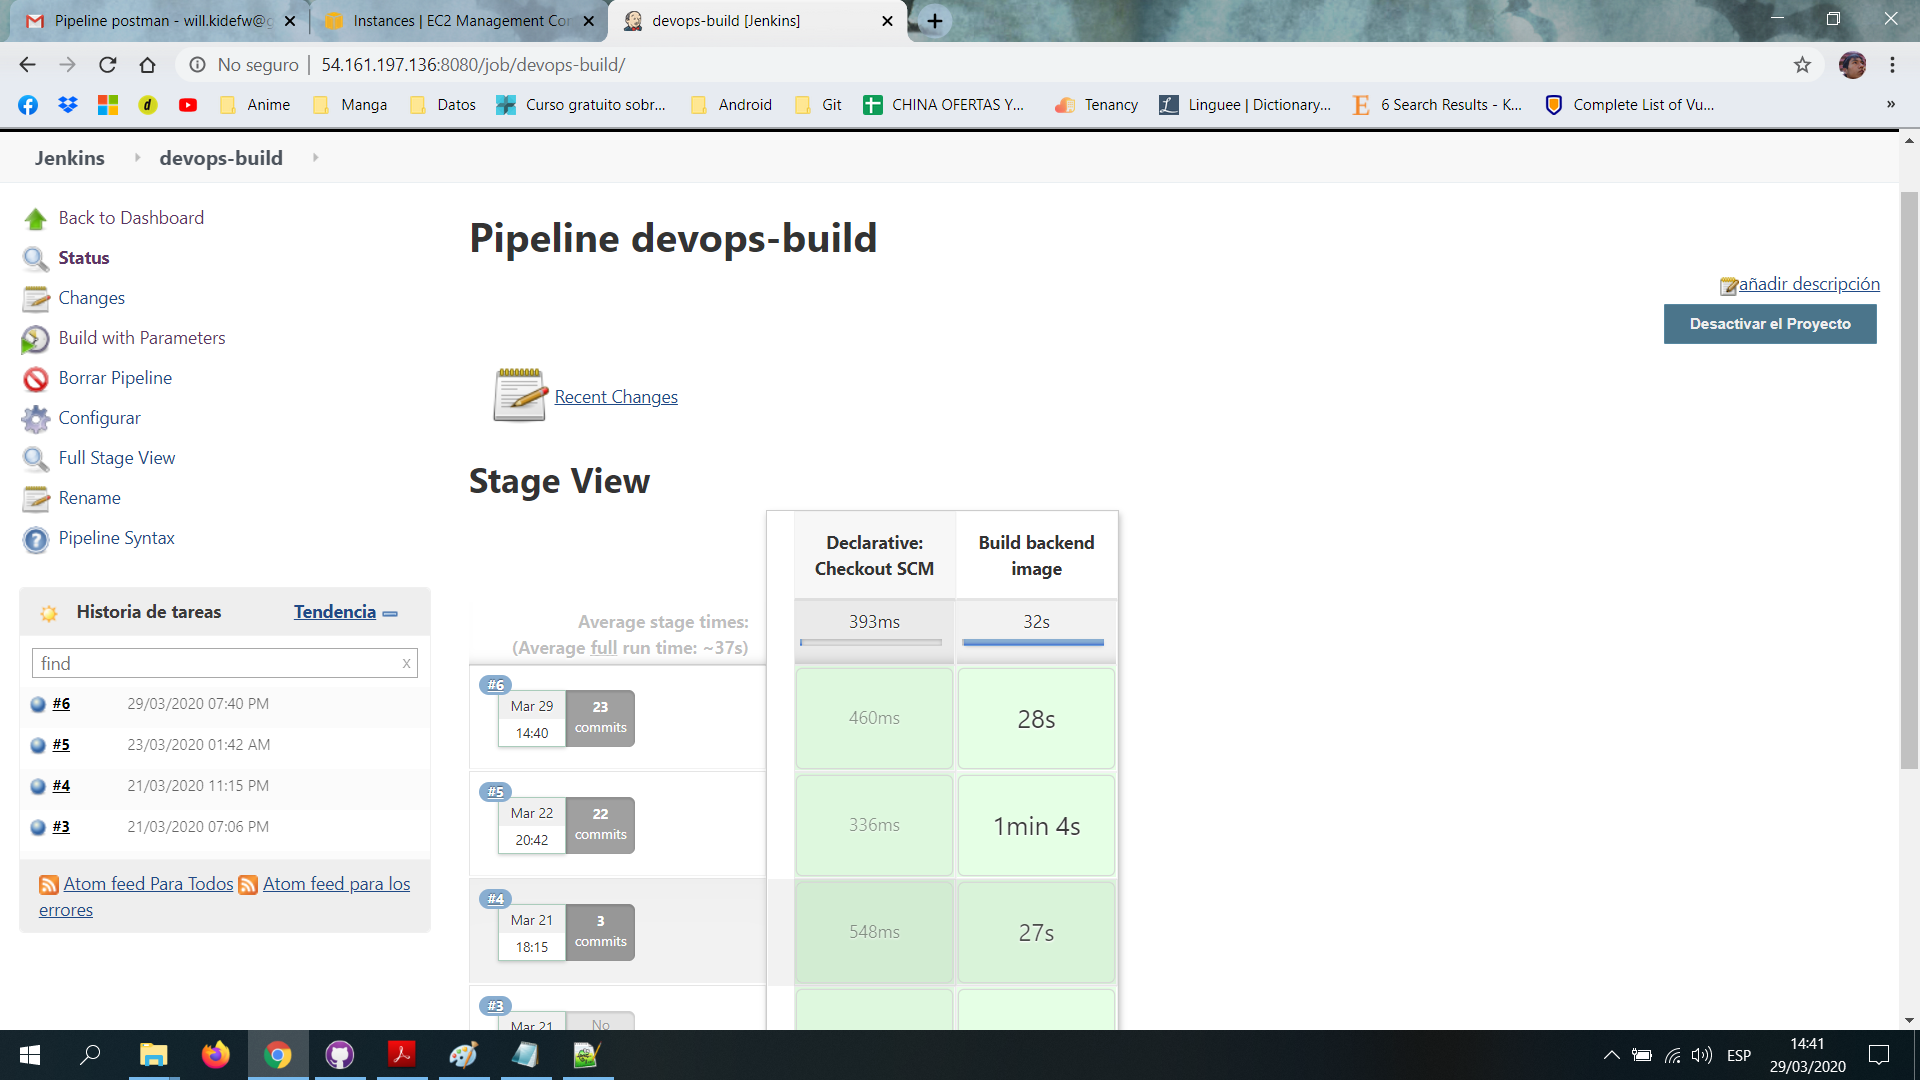 Pipeline postman - will.kidefw@g
Instances | EC2 Management Con
devops-build [Jenkins]
No seguro | 54.161.197.136:8080/job/devops-build/
Anime
Manga
Datos
Curso gratuito sobr...
Android
Git
CHINA OFERTAS Y...
Tenancy
Linguee | Dictionary...
6 Search Results - K...
Complete List of Vu...
»
Jenkins
devops-build
Back to Dashboard
Status
Changes
Build with Parameters
Borrar Pipeline
Configurar
Full Stage View
Rename
Pipeline Syntax
Historia de tareas
Tendencia
find
x
#6 29/03/2020 07:40 PM
#5 23/03/2020 01:42 AM
#4 21/03/2020 11:15 PM
#3 21/03/2020 07:06 PM
Atom feed Para Todos Atom feed para los
errores
Pipeline devops-build
añadir descripción
Desactivar el Proyecto
Recent Changes
Stage View
Declarative:
Checkout SCM
Build backend
image
Average stage times:
(Average full run time: ~37s)
393ms
32s
#6
Mar 29
14:40
23
commits
460ms
28s
#5
Mar 22
20:42
22
commits
336ms
1min 4s
#4
Mar 21
18:15
3
commits
548ms
27s
#3
Mar 21
No
ESP
14:41
29/03/2020